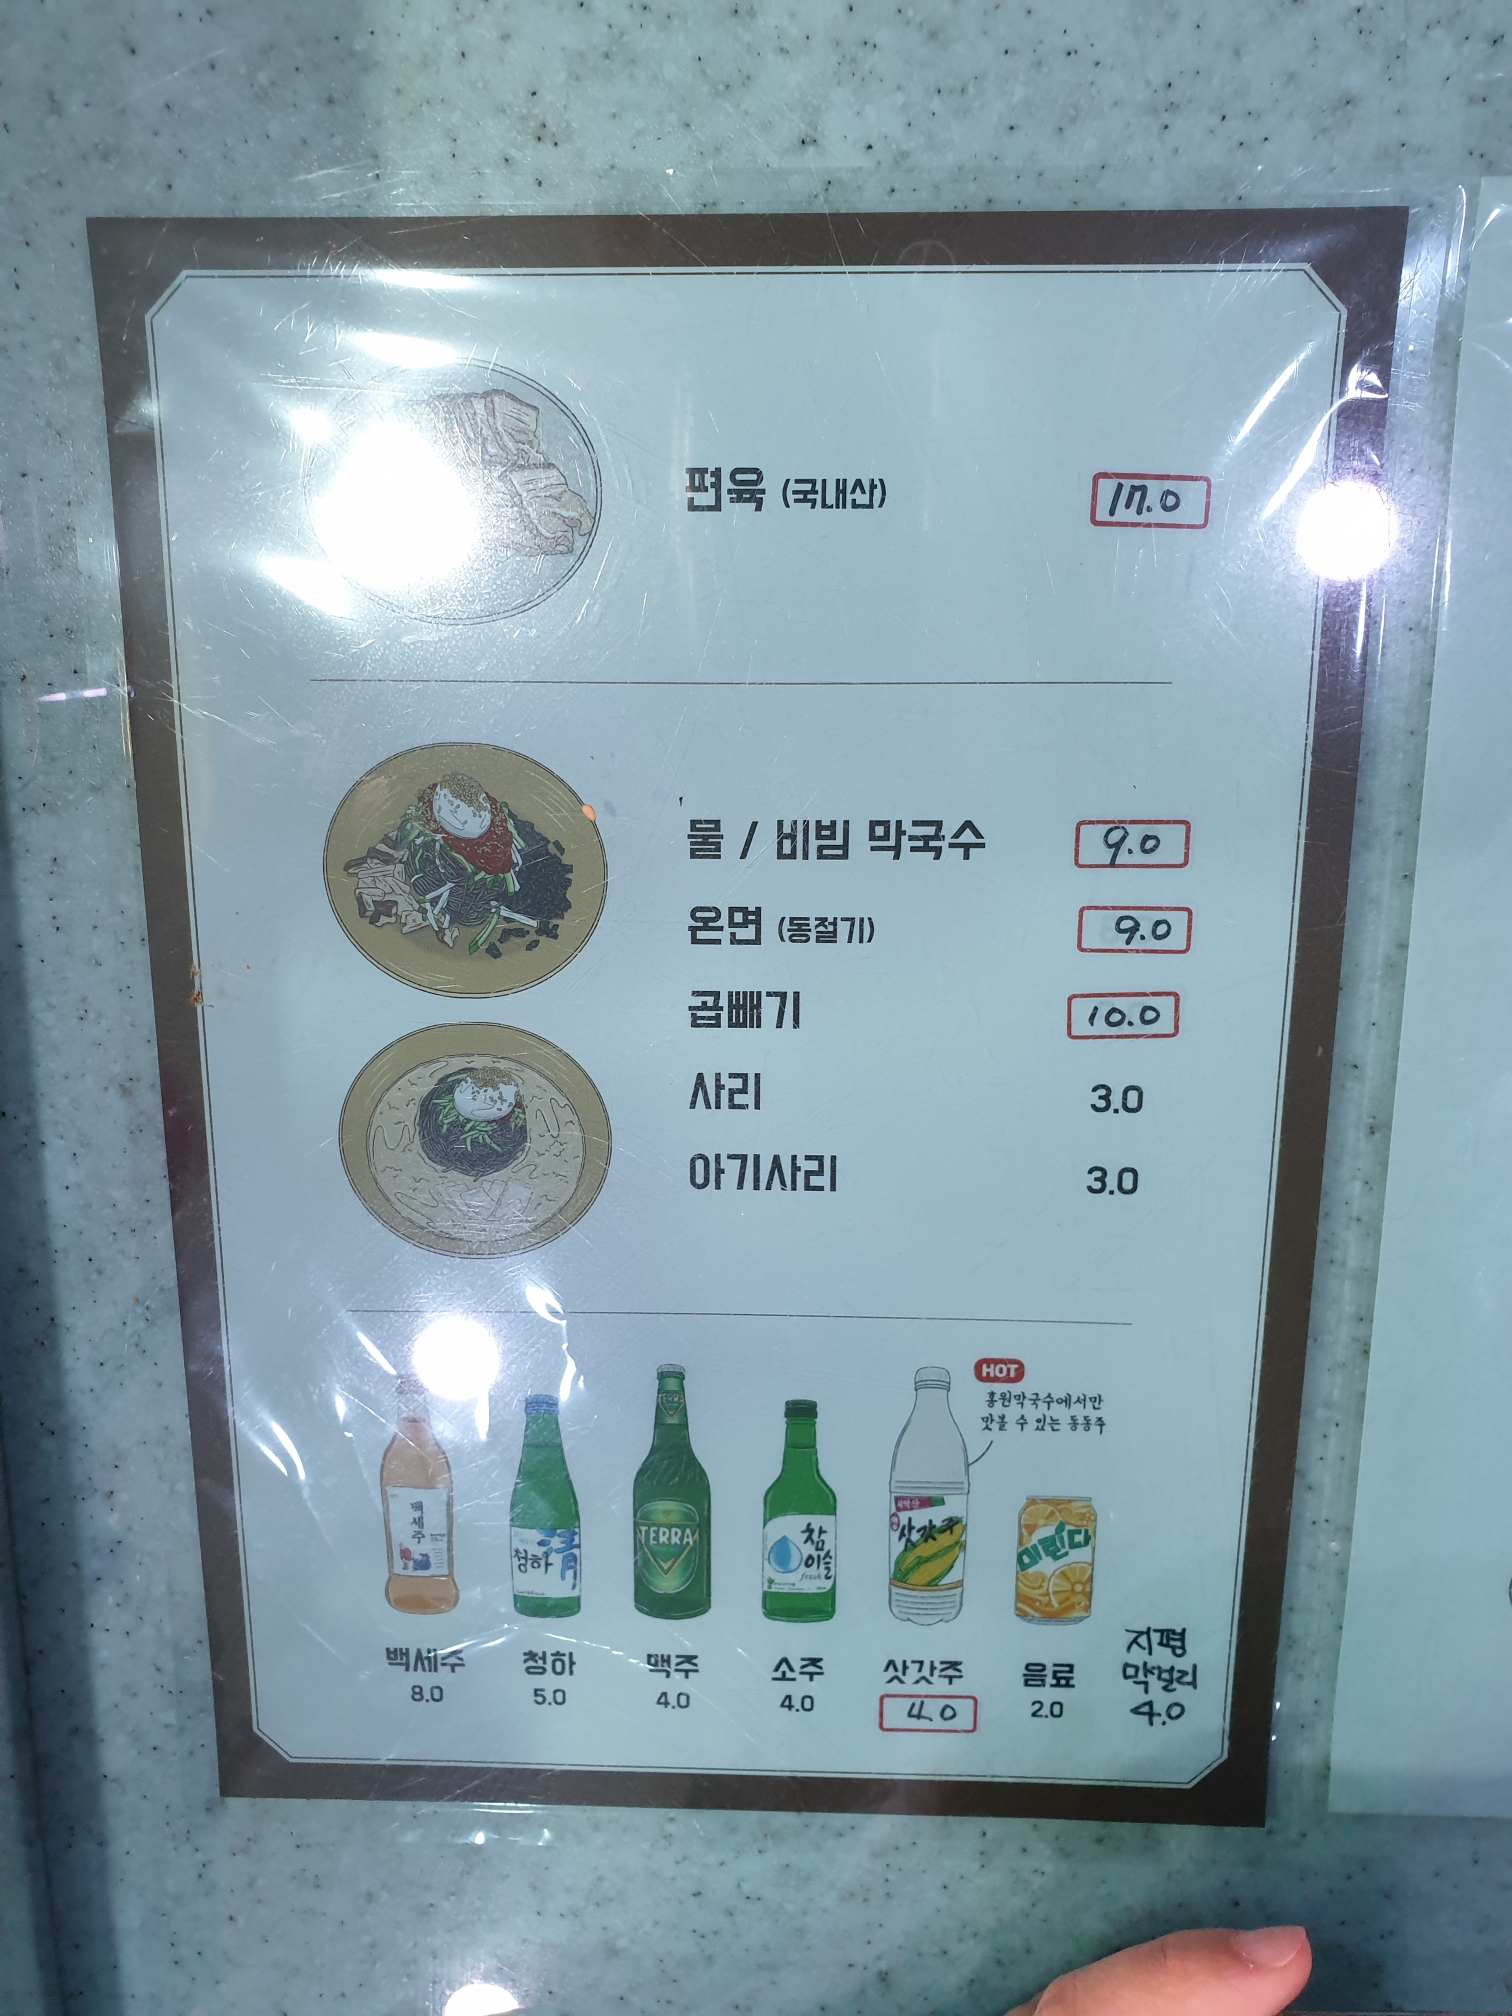 편육 (국내산) 17.0
물 / 비빔 막국수 9.0
온면 (동절기) 9.0
곱빼기 10.0
사리 3.0
아기사리 3.0
HOT
홍원막국수에서만
맛볼 수 있는 동동주
백세주
청하 淸
TERRA
TERRA
참이슬
fresh
삿갓주
미린다
백세주 8.0
청하 5.0
맥주 4.0
소주 4.0
삿갓주 4.0
음료 2.0
지평
막걸리
4.0